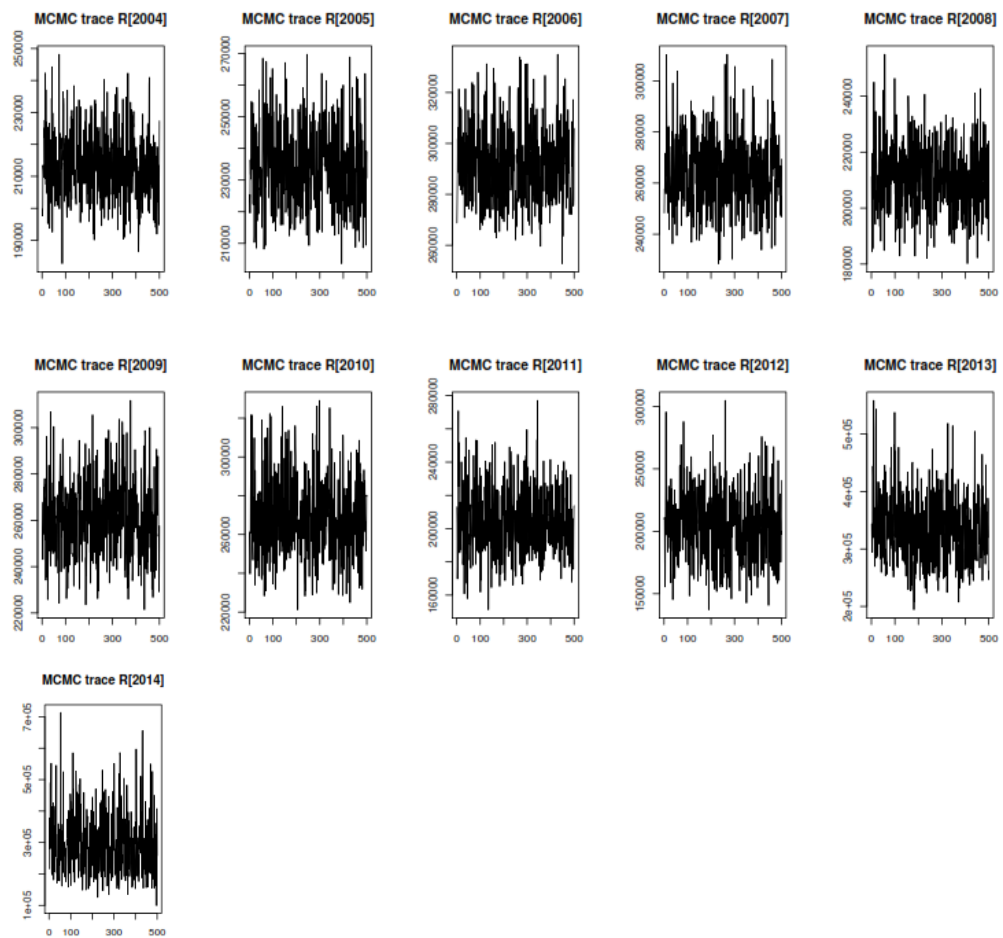 MCMC trace R[2004] MCMC trace R[2005] MCMC trace R[2006] MCMC trace R[2007] MCMC trace R[2008]
250000 270000 320000 300000 240000
230000 250000 300000 280000 220000
210000 230000 280000 260000 200000
190000 210000 260000 240000 180000
0 100 300 500 0 100 300 500 0 100 300 500 0 100 300 500 0 100 300 500
MCMC trace R[2009] MCMC trace R[2010] MCMC trace R[2011] MCMC trace R[2012] MCMC trace R[2013]
300000 300000 280000 300000 5e+05
280000 260000 240000 250000 4e+05
260000 220000 200000 200000 3e+05
240000 160000 150000 2e+05
220000
0 100 300 500 0 100 300 500 0 100 300 500 0 100 300 500 0 100 300 500
MCMC trace R[2014]
7e+05
5e+05
3e+05
1e+05
0 100 300 500